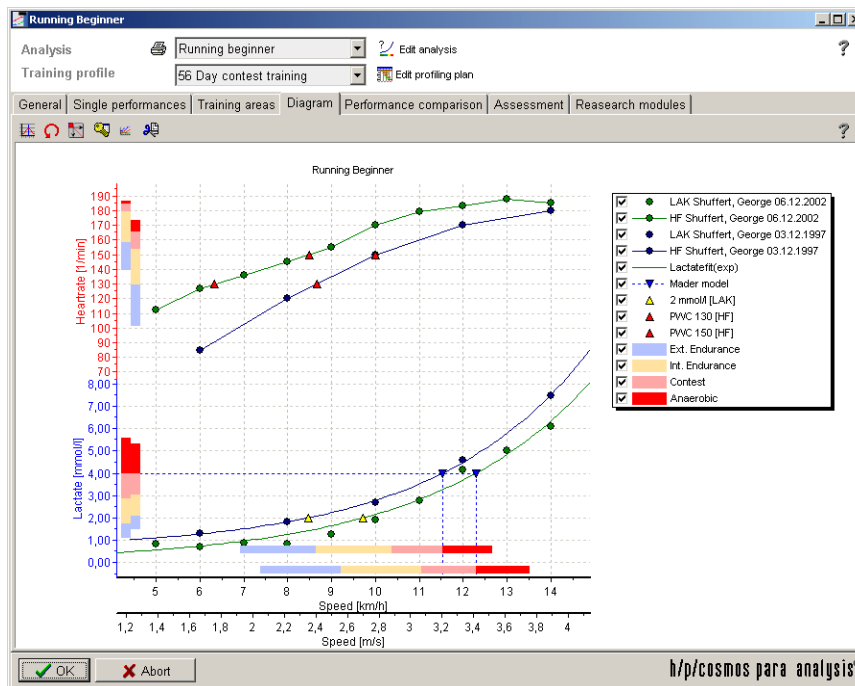 Running Beginner
Analysis
Running beginner
Edit analysis
?
Training profile
56 Day contest training
Edit profiling plan
General
Single performances
Training areas
Diagram
Performance comparison
Assessment
Reasearch modules
?
Running Beginner
Heartrate [1/min]
190
180
170
160
150
140
130
120
110
100
90
80
70
Lactate [mmol/l]
8,00
7,00
6,00
5,00
4,00
3,00
2,00
1,00
0,00
5 6 7 8 9 10 11 12 13 14
Speed [km/h]
1,2 1,4 1,6 1,8 2 2,2 2,4 2,6 2,8 3 3,2 3,4 3,6 3,8 4
Speed [m/s]
LAK Shuffert, George 06.12.2002
HF Shuffert, George 06.12.2002
LAK Shuffert, George 03.12.1997
HF Shuffert, George 03.12.1997
Lactatefit(exp)
Mader model
2 mmol/l [LAK]
PWC 130 [HF]
PWC 150 [HF]
Ext. Endurance
Int. Endurance
Contest
Anaerobic
OK
Abort
h/p/cosmos para analysis